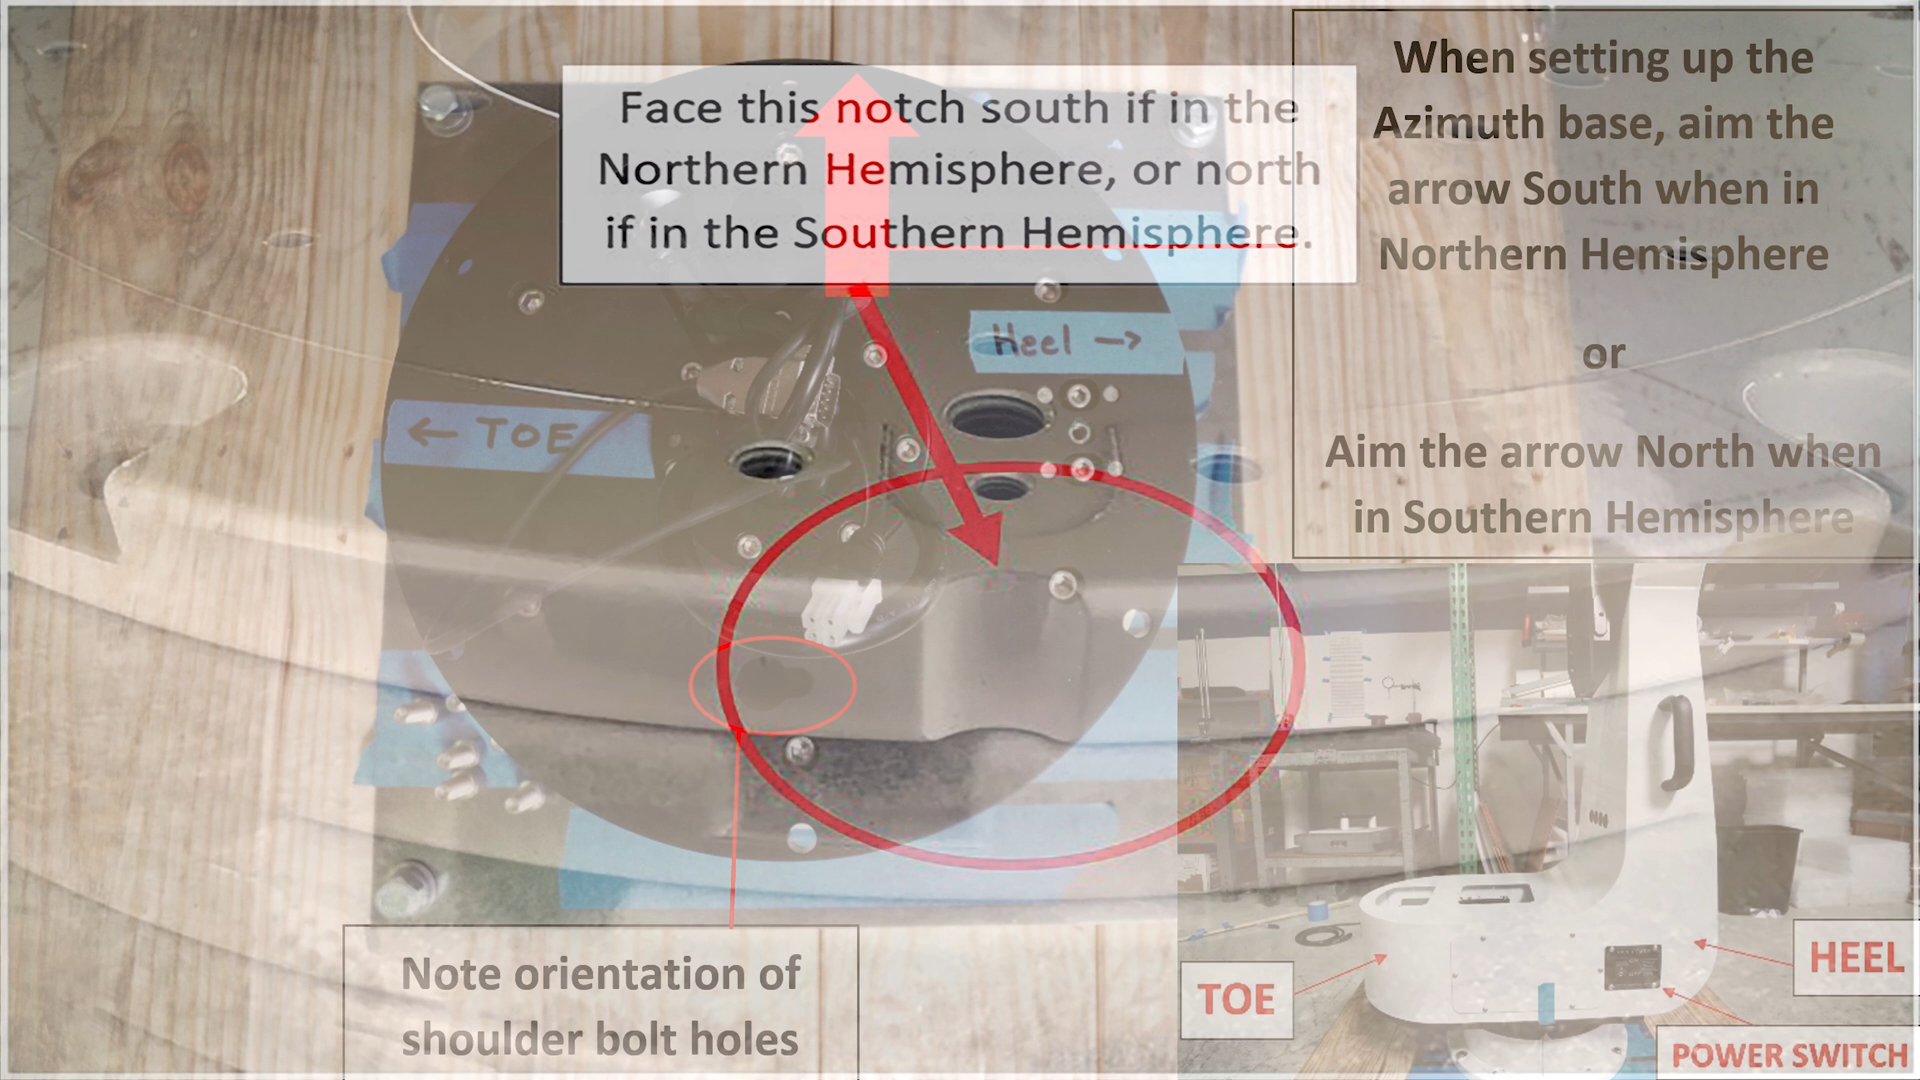 Face this notch south if in the
Northern Hemisphere, or north
if in the Southern Hemisphere.
When setting up the
Azimuth base, aim the
arrow South when in
Northern Hemisphere
or
Aim the arrow North when
in Southern Hemisphere
Heel →
← TOE
Note orientation of
shoulder bolt holes
TOE
HEEL
POWER SWITCH